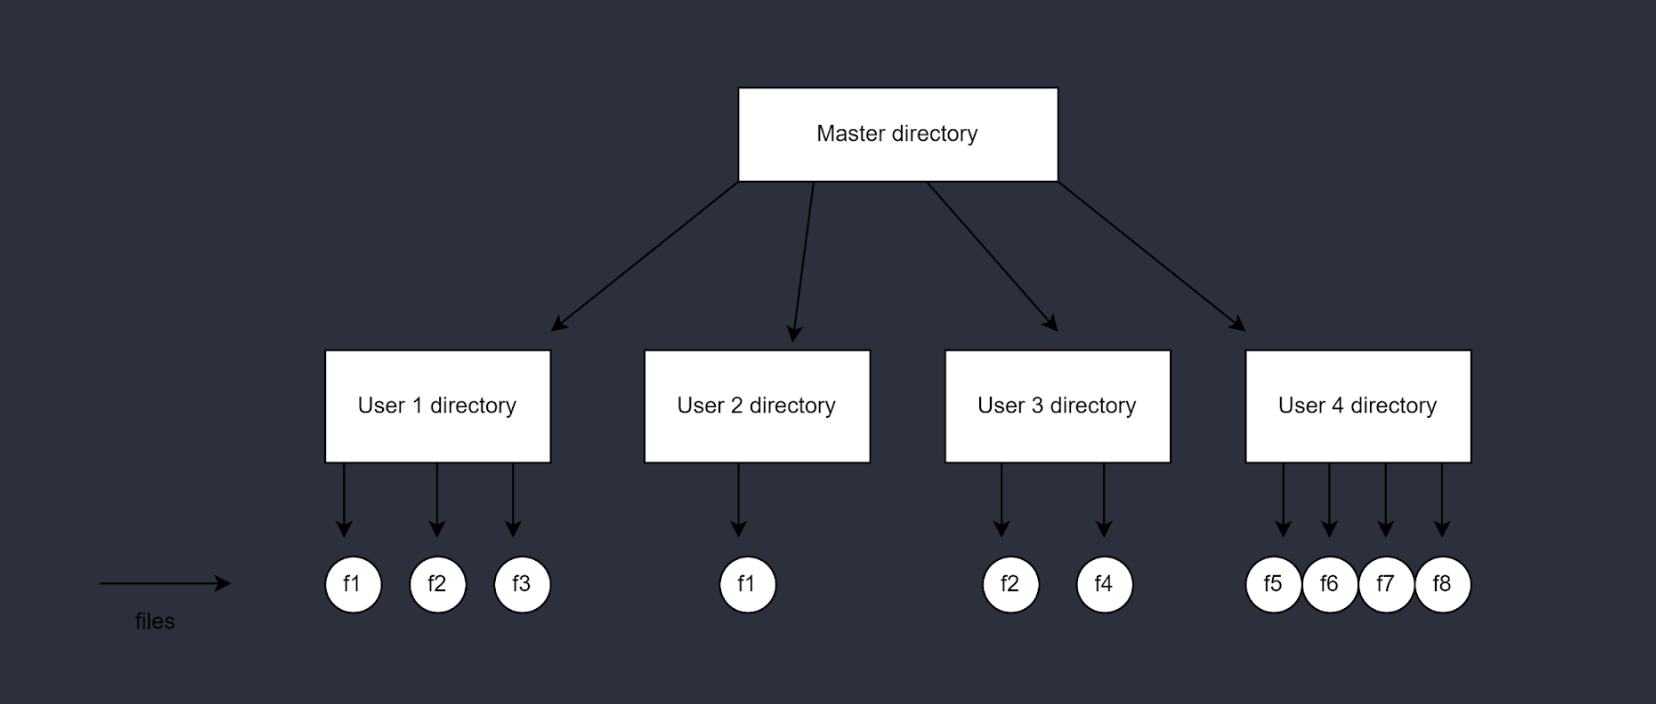 Master directory
User 1 directory
User 2 directory
User 3 directory
User 4 directory
f1
f2
f3
f1
f2
f4
f5
f6
f7
f8
files